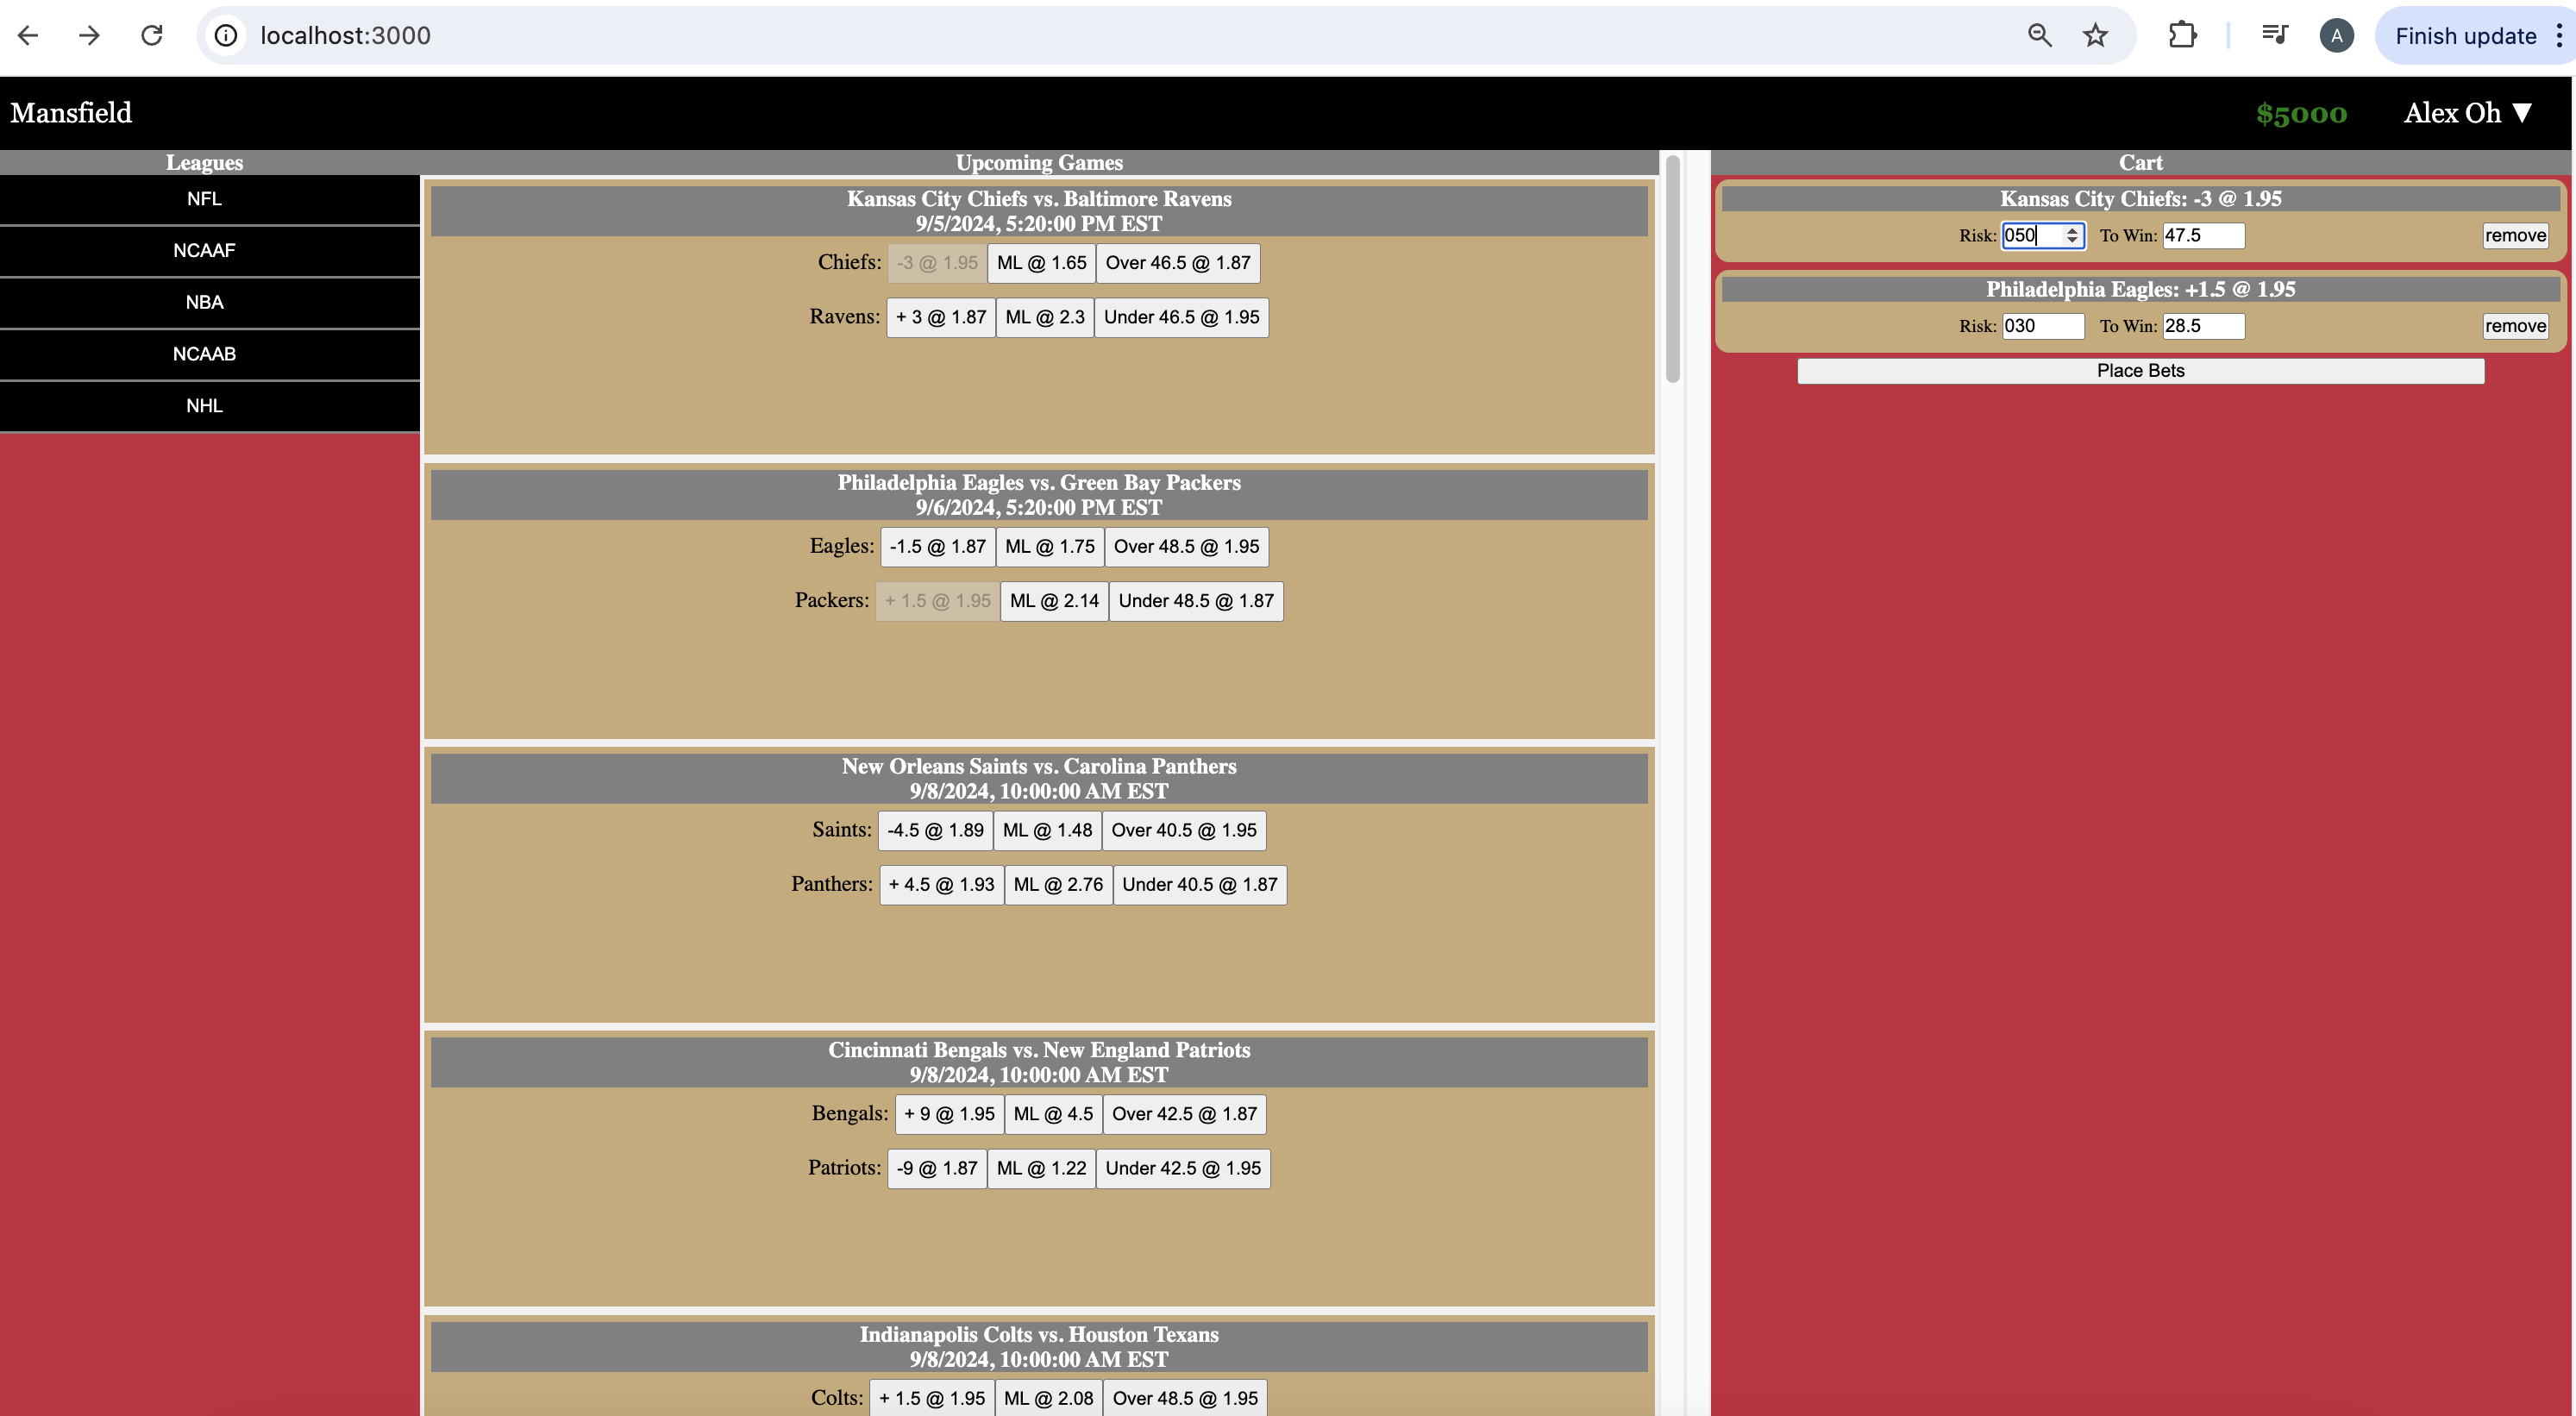 localhost:3000
A
Finish update
Mansfield
$5000
Alex Oh ▼
Leagues
NFL
NCAAF
NBA
NCAAB
NHL
Upcoming Games
Kansas City Chiefs vs. Baltimore Ravens
9/5/2024, 5:20:00 PM EST
Chiefs: -3 @ 1.95 ML @ 1.65 Over 46.5 @ 1.87
Ravens: + 3 @ 1.87 ML @ 2.3 Under 46.5 @ 1.95
Philadelphia Eagles vs. Green Bay Packers
9/6/2024, 5:20:00 PM EST
Eagles: -1.5 @ 1.87 ML @ 1.75 Over 48.5 @ 1.95
Packers: + 1.5 @ 1.95 ML @ 2.14 Under 48.5 @ 1.87
New Orleans Saints vs. Carolina Panthers
9/8/2024, 10:00:00 AM EST
Saints: -4.5 @ 1.89 ML @ 1.48 Over 40.5 @ 1.95
Panthers: + 4.5 @ 1.93 ML @ 2.76 Under 40.5 @ 1.87
Cincinnati Bengals vs. New England Patriots
9/8/2024, 10:00:00 AM EST
Bengals: + 9 @ 1.95 ML @ 4.5 Over 42.5 @ 1.87
Patriots: -9 @ 1.87 ML @ 1.22 Under 42.5 @ 1.95
Indianapolis Colts vs. Houston Texans
9/8/2024, 10:00:00 AM EST
Colts: + 1.5 @ 1.95 ML @ 2.08 Over 48.5 @ 1.95
Cart
Kansas City Chiefs: -3 @ 1.95
Risk: 050 To Win: 47.5 remove
Philadelphia Eagles: +1.5 @ 1.95
Risk: 030 To Win: 28.5 remove
Place Bets